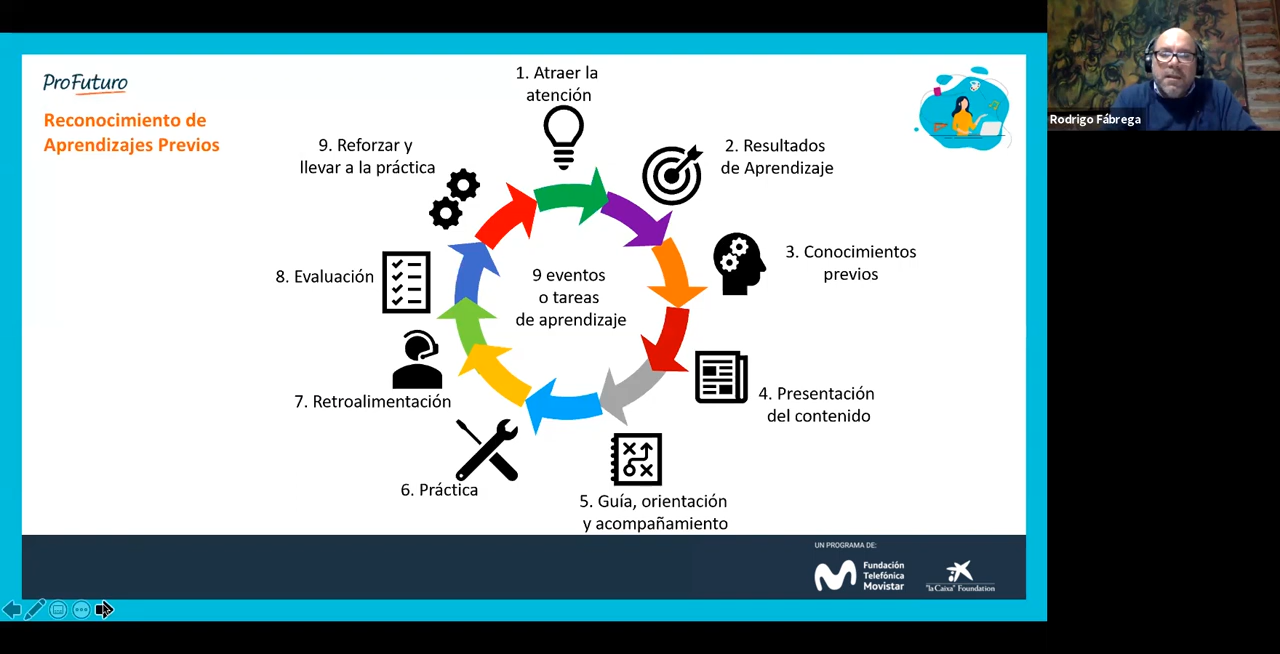 ProFuturo
Reconocimiento de
Aprendizajes Previos
1. Atraer la
atención
2. Resultados
de Aprendizaje
3. Conocimientos
previos
4. Presentación
del contenido
5. Guía, orientación
y acompañamiento
6. Práctica
7. Retroalimentación
8. Evaluación
9. Reforzar y
llevar a la práctica
9 eventos
o tareas
de aprendizaje
UN PROGRAMA DE:
Fundación
Telefónica
Movistar
"la Caixa" Foundation
Rodrigo Fábrega